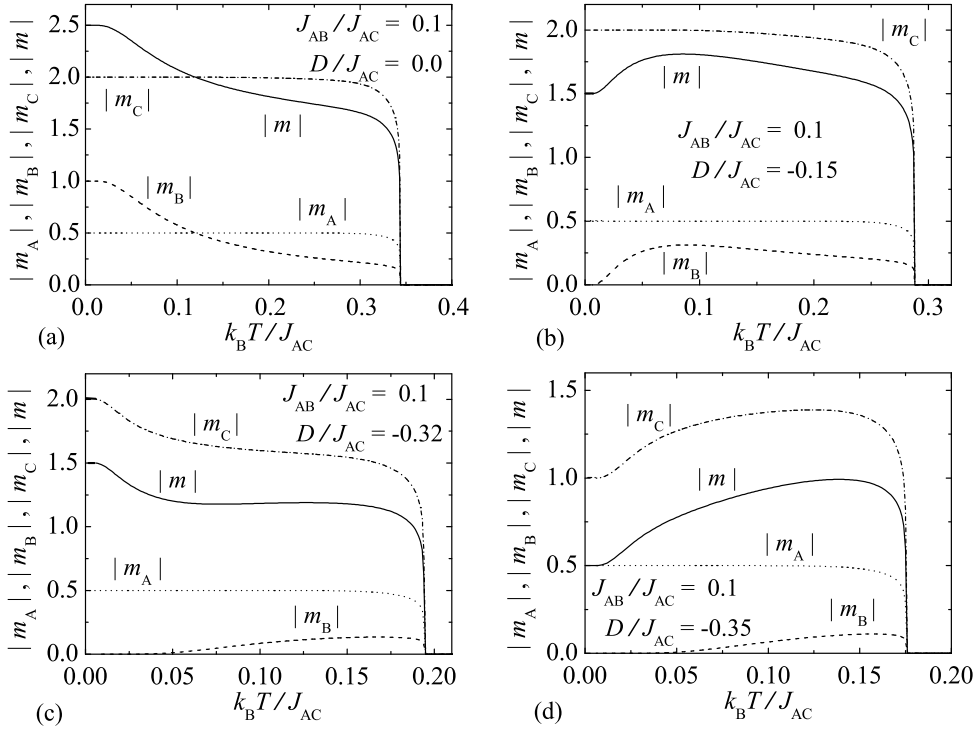 | m_A | , | m_B | , | m_C | , | m |
2.5
2.0
1.5
1.0
0.5
0.0
J_AB / J_AC = 0.1
D / J_AC = 0.0
| m_C |
| m |
| m_B |
| m_A |
0.0 0.1 0.2 0.3 0.4
(a)
k_B T / J_AC
| m_A | , | m_B | , | m_C | , | m |
2.0
1.5
1.0
0.5
0.0
| m_C |
| m |
J_AB / J_AC = 0.1
D / J_AC = -0.15
| m_A |
| m_B |
0.0 0.1 0.2 0.3
(b)
k_B T / J_AC
| m_A | , | m_B | , | m_C | , | m |
2.0
1.5
1.0
0.5
0.0
J_AB / J_AC = 0.1
D / J_AC = -0.32
| m_C |
| m |
| m_A |
| m_B |
0.00 0.05 0.10 0.15 0.20
(c)
k_B T / J_AC
| m_A | , | m_B | , | m_C | , | m |
1.5
1.0
0.5
0.0
| m_C |
| m |
| m_A |
J_AB / J_AC = 0.1
| m_B |
D / J_AC = -0.35
0.00 0.05 0.10 0.15 0.20
(d)
k_B T / J_AC